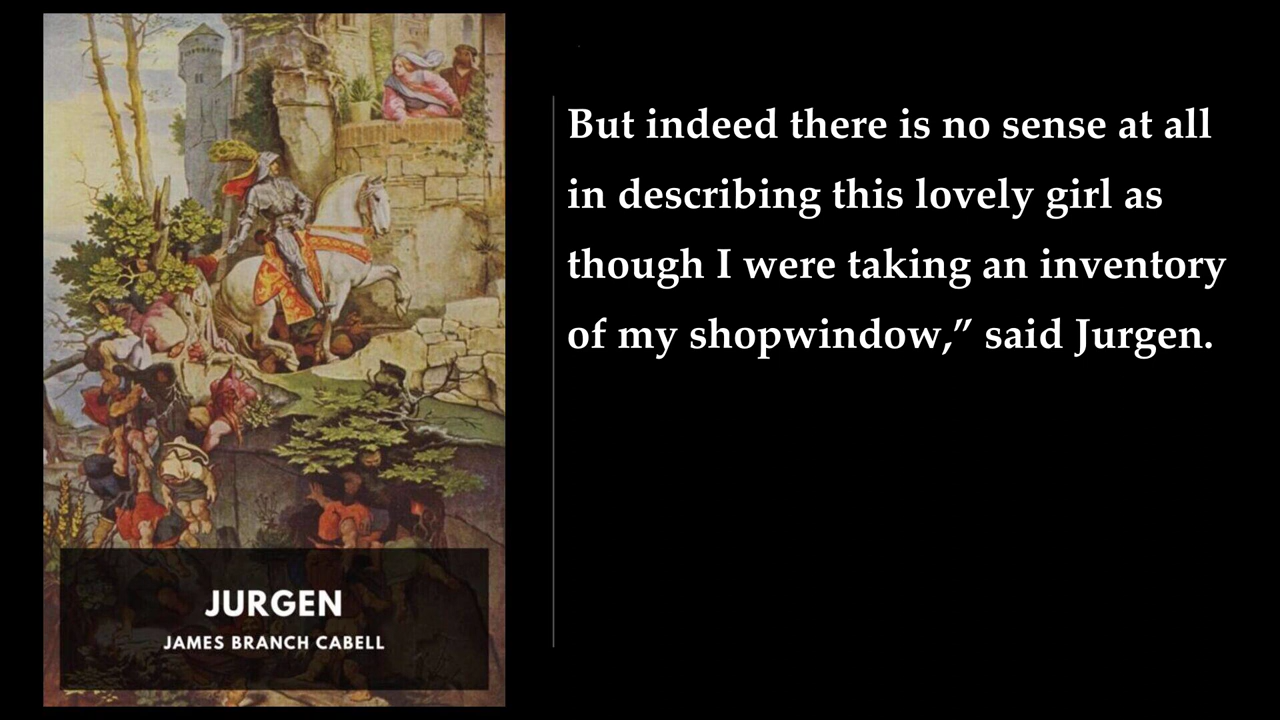 But indeed there is no sense at all
in describing this lovely girl as
though I were taking an inventory
of my shopwindow,” said Jurgen.
JURGEN
JAMES BRANCH CABELL